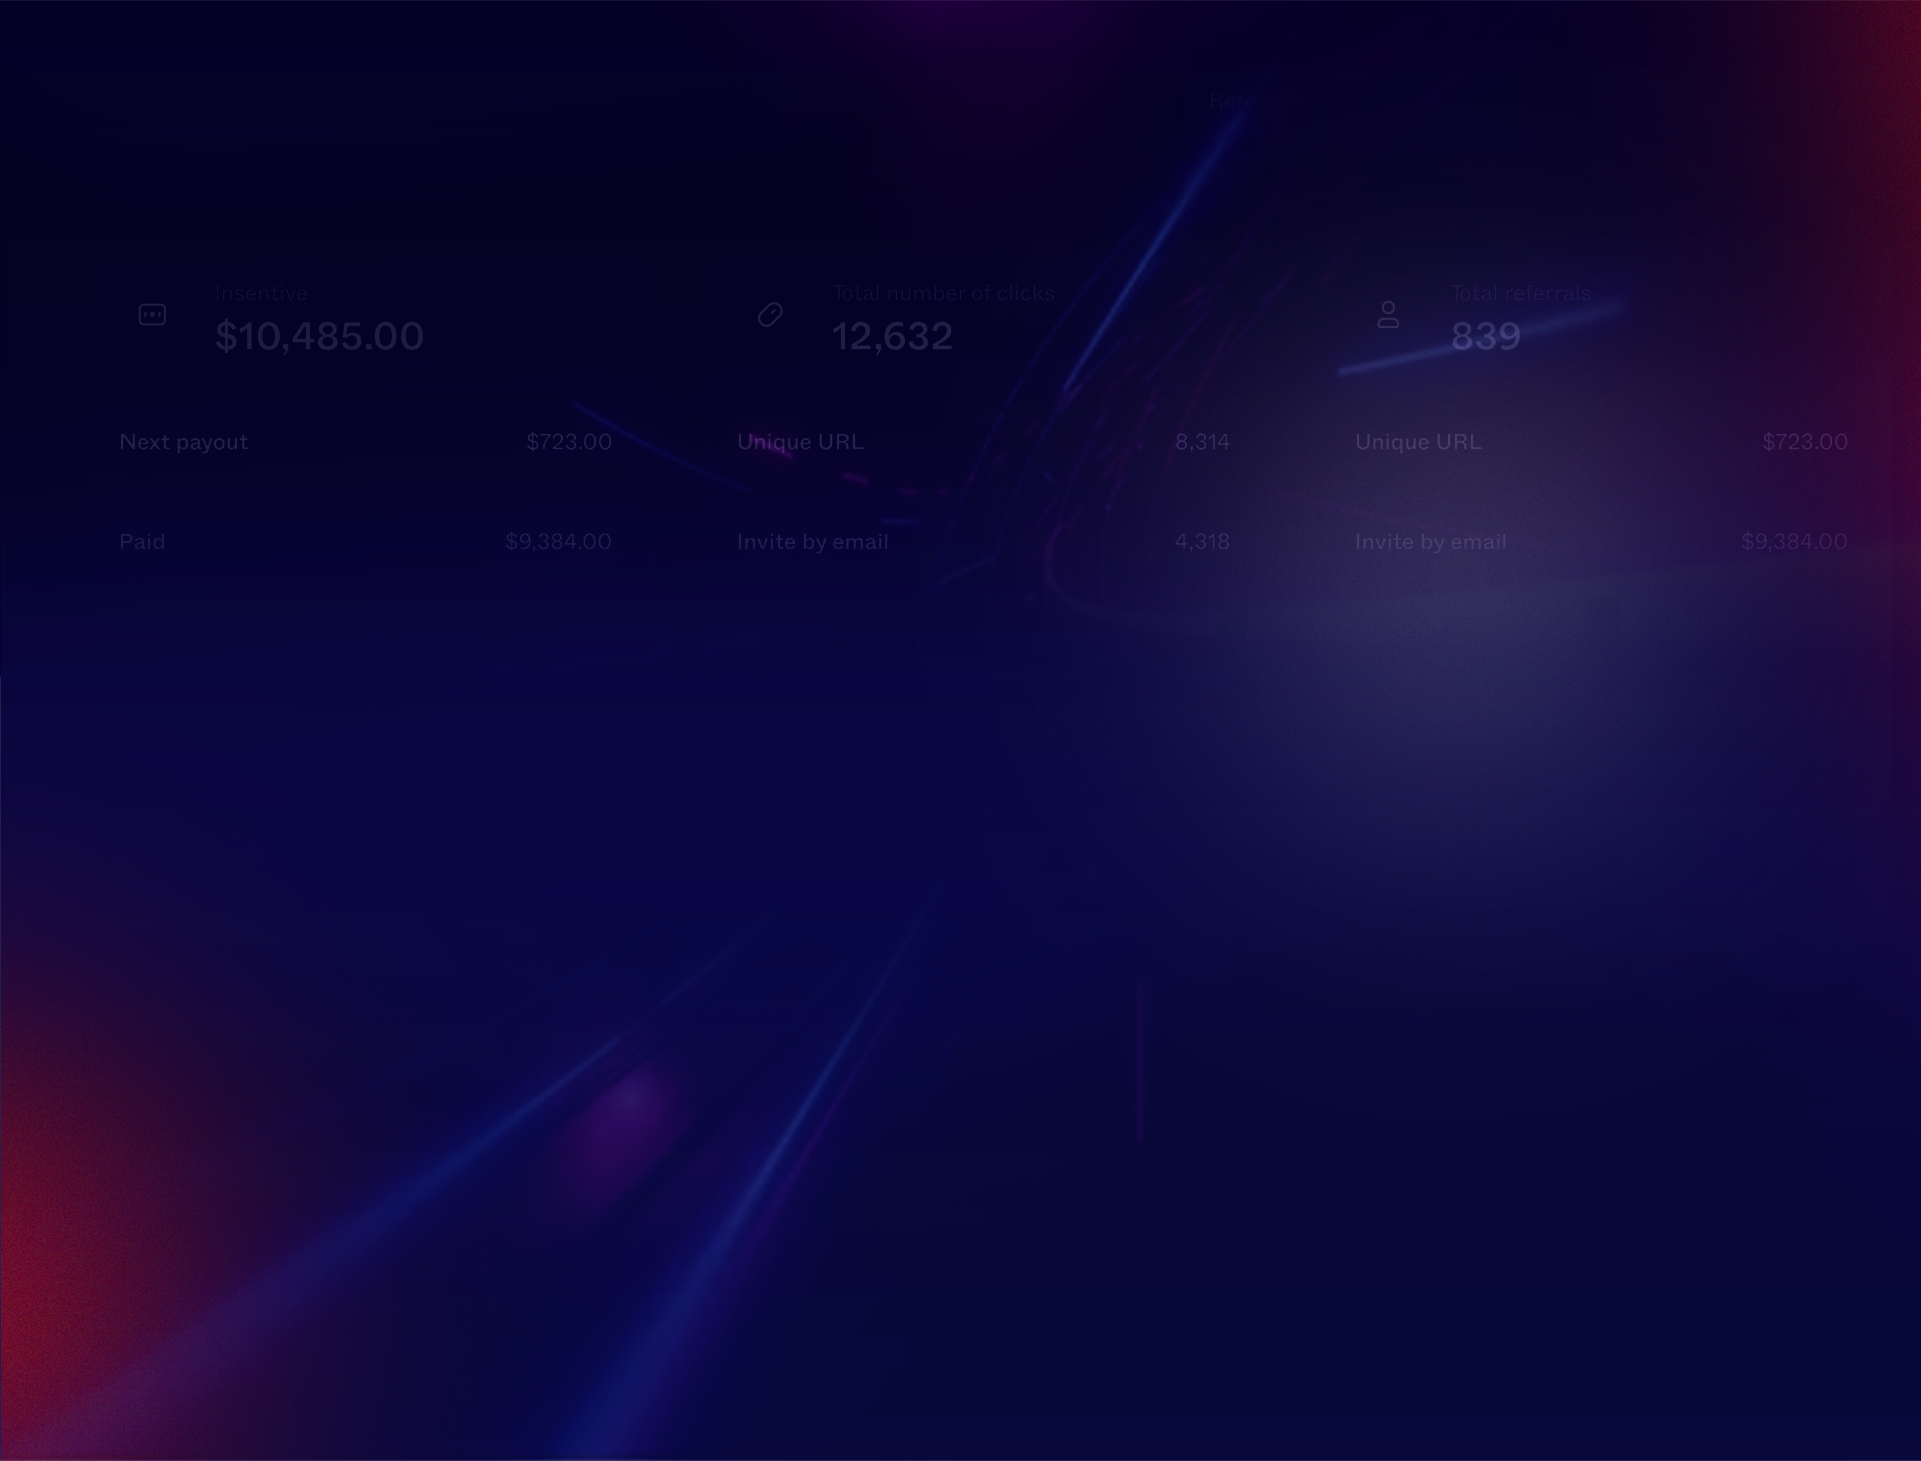 Insentive
$10,485.00
Total number of clicks
12,632
Total referrals
839
Next payout $723.00
Paid $9,384.00
Unique URL 8,314
Invite by email 4,318
Unique URL $723.00
Invite by email $9,384.00